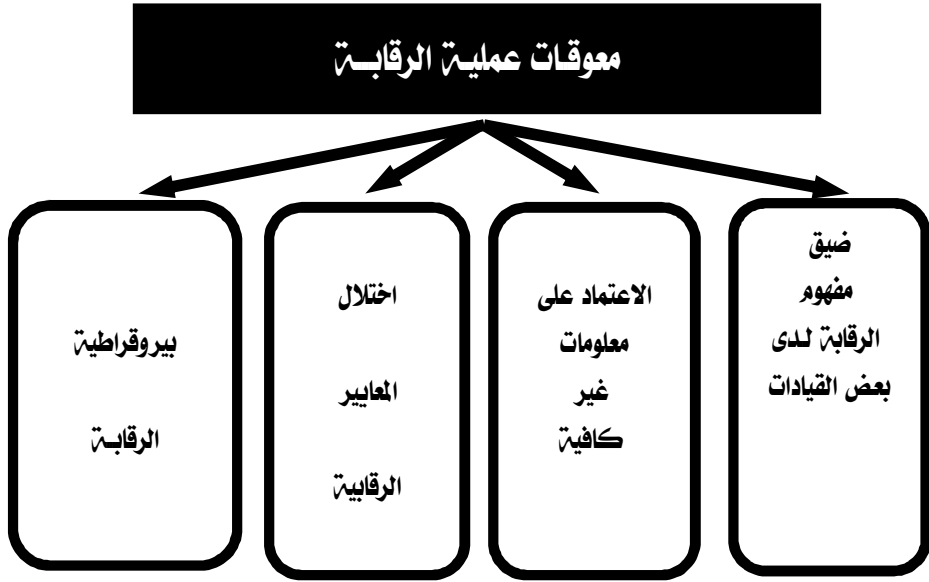 معوقات عملية الرقابة
ضيق
مفهوم
الرقابة لدى
بعض القيادات
الاعتماد على
معلومات
غير
كافية
اختلال
المعايير
الرقابية
بيروقراطية
الرقابة